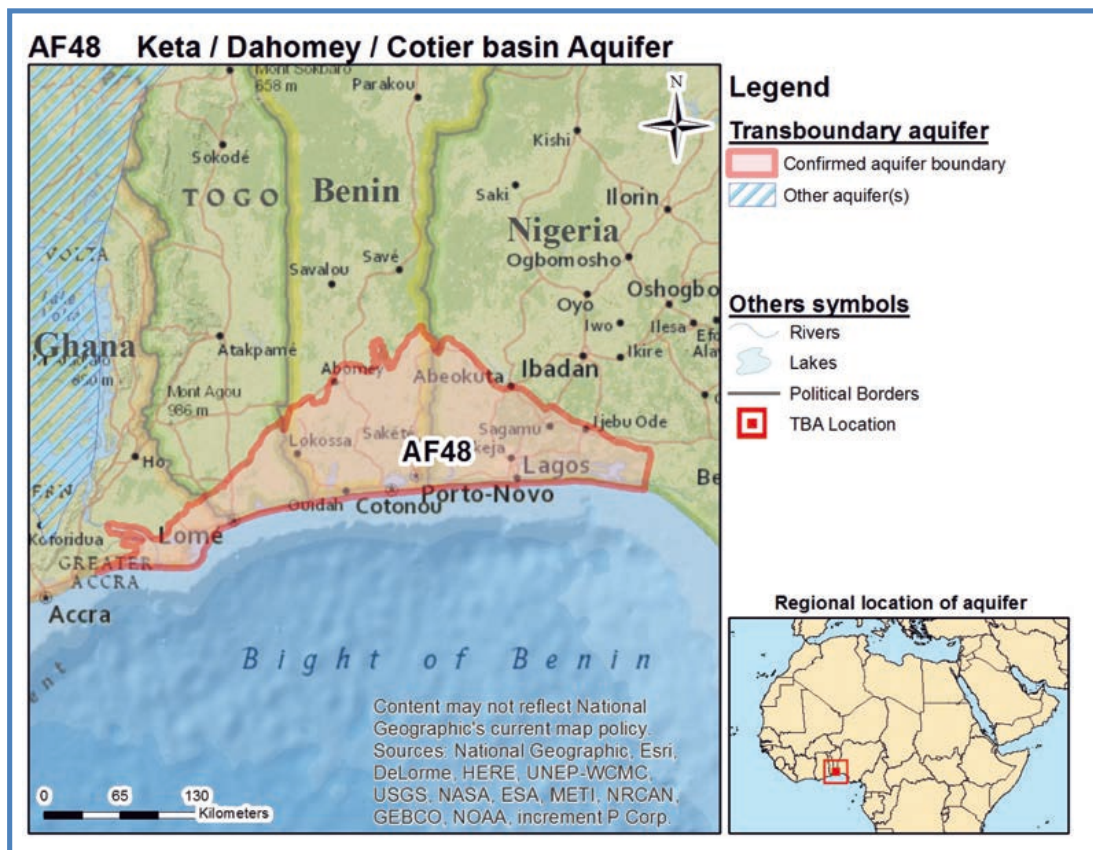 AF48 Keta / Dahomey / Cotier basin Aquifer
Mont Sokbaro
658 m
Parakou
N
Kishi
Sokodé
TOGO
Benin
Saki
Ilorin
Nigeria
Ogbomosho
VOLTA
Savé
Savalou
Oshogbo
Oyo
Iwo
Ilesa
Ghana
Atakpamé
Ikire
Ibadan
Abomey
Abeokuta
Mont Agou
986 m
Ijebu Ode
Sagamu
Lokossa
Sakété
AF48
keja
Lagos
Ho
Porto-Novo
Ouidah
Cotonou
Lome
Koforidua
GREATER
ACCRA
Accra
Bight of Benin
Content may not reflect National
Geographic's current map policy.
Sources: National Geographic, Esri,
DeLorme, HERE, UNEP-WCMC,
USGS, NASA, ESA, METI, NRCAN,
GEBCO, NOAA, increment P Corp.
0 65 130
Kilometers
Legend
Transboundary aquifer
Confirmed aquifer boundary
Other aquifer(s)
Others symbols
Rivers
Lakes
Political Borders
TBA Location
Regional location of aquifer